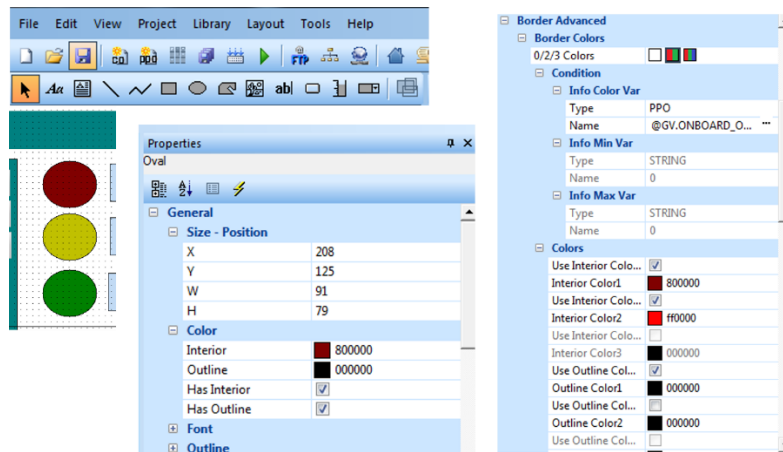 File Edit View Project Library Layout Tools Help
FTP
Aa ab|
Properties
Oval
General
Size - Position
X 208
Y 125
W 91
H 79
Color
Interior 800000
Outline 000000
Has Interior
Has Outline
Font
Outline
Border Advanced
Border Colors
0/2/3 Colors
Condition
Info Color Var
Type PPO
Name @GV.ONBOARD_O... ...
Info Min Var
Type STRING
Name 0
Info Max Var
Type STRING
Name 0
Colors
Use Interior Colo...
Interior Color1 800000
Use Interior Colo...
Interior Color2 ff0000
Use Interior Colo...
Interior Color3 000000
Use Outline Col...
Outline Color1 000000
Use Outline Col...
Outline Color2 000000
Use Outline Col...